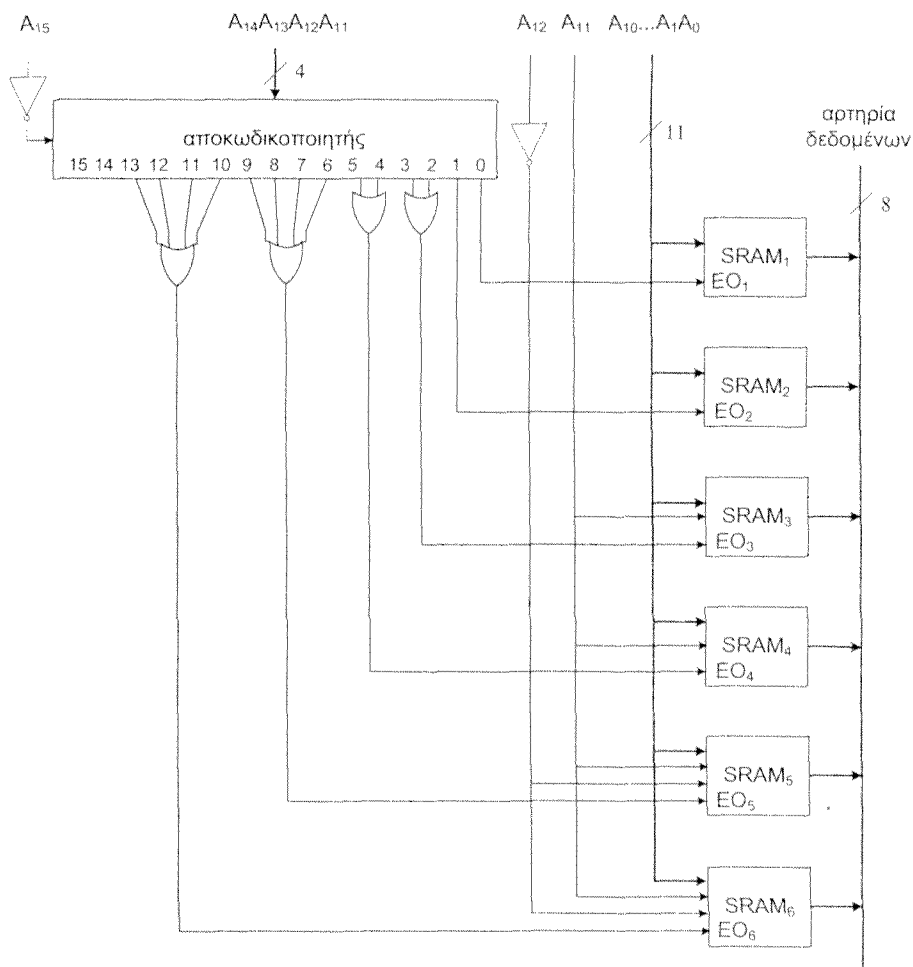 A₁₅ A₁₄A₁₃A₁₂A₁₁ A₁₂ A₁₁ A₁₀...A₁A₀
4
αποκωδικοποιητής
15 14 13 12 11 10 9 8 7 6 5 4 3 2 1 0
11
αρτηρία
δεδομένων
8
SRAM₁
EO₁
SRAM₂
EO₂
SRAM₃
EO₃
SRAM₄
EO₄
SRAM₅
EO₅
SRAM₆
EO₆